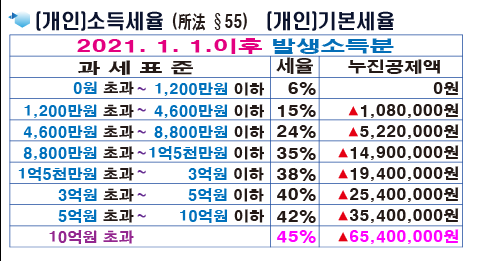 (개인)소득세율 (所法 §55) (개인)기본세율
2021. 1. 1.이후 발생소득분
과 세 표 준 세율 누진공제액
0원 초과~ 1,200만원 이하 6% 0원
1,200만원 초과~ 4,600만원 이하 15% ▲1,080,000원
4,600만원 초과~ 8,800만원 이하 24% ▲5,220,000원
8,800만원 초과~1억5천만원 이하 35% ▲14,900,000원
1억5천만원 초과~ 3억원 이하 38% ▲19,400,000원
3억원 초과~ 5억원 이하 40% ▲25,400,000원
5억원 초과~ 10억원 이하 42% ▲35,400,000원
10억원 초과 45% ▲65,400,000원